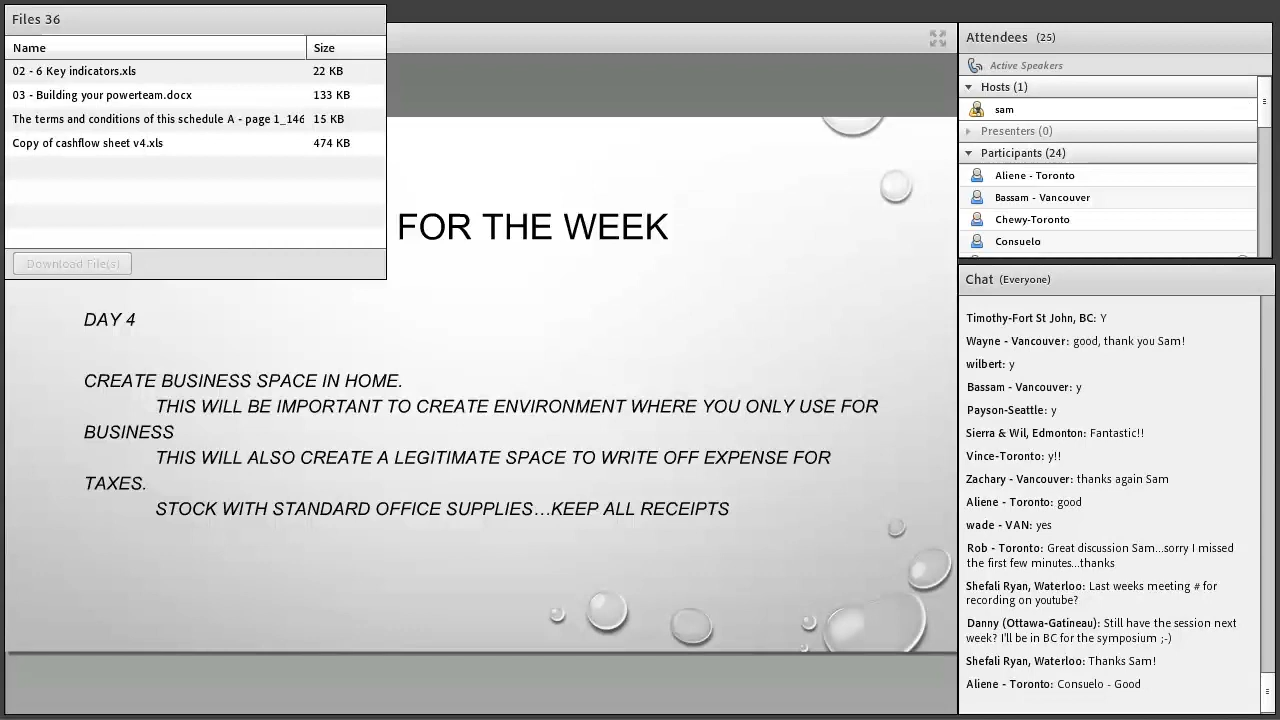 Files 36
Name Size
02 - 6 Key indicators.xls 22 KB
03 - Building your powerteam.docx 133 KB
The terms and conditions of this schedule A - page 1_146 15 KB
Copy of cashflow sheet v4.xls 474 KB
Download File(s)
FOR THE WEEK
DAY 4
CREATE BUSINESS SPACE IN HOME.
THIS WILL BE IMPORTANT TO CREATE ENVIRONMENT WHERE YOU ONLY USE FOR
BUSINESS
THIS WILL ALSO CREATE A LEGITIMATE SPACE TO WRITE OFF EXPENSE FOR
TAXES.
STOCK WITH STANDARD OFFICE SUPPLIES...KEEP ALL RECEIPTS
Attendees (25)
Active Speakers
Hosts (1)
sam
Presenters (0)
Participants (24)
Aliene - Toronto
Bassam - Vancouver
Chewy-Toronto
Consuelo
Chat (Everyone)
Timothy-Fort St John, BC: Y
Wayne - Vancouver: good, thank you Sam!
wilbert: y
Bassam - Vancouver: y
Payson-Seattle: y
Sierra & Wil, Edmonton: Fantastic!!
Vince-Toronto: y!!
Zachary - Vancouver: thanks again Sam
Aliene - Toronto: good
wade - VAN: yes
Rob - Toronto: Great discussion Sam...sorry I missed
the first few minutes...thanks
Shefali Ryan, Waterloo: Last weeks meeting # for
recording on youtube?
Danny (Ottawa-Gatineau): Still have the session next
week? I'll be in BC for the symposium ;-)
Shefali Ryan, Waterloo: Thanks Sam!
Aliene - Toronto: Consuelo - Good